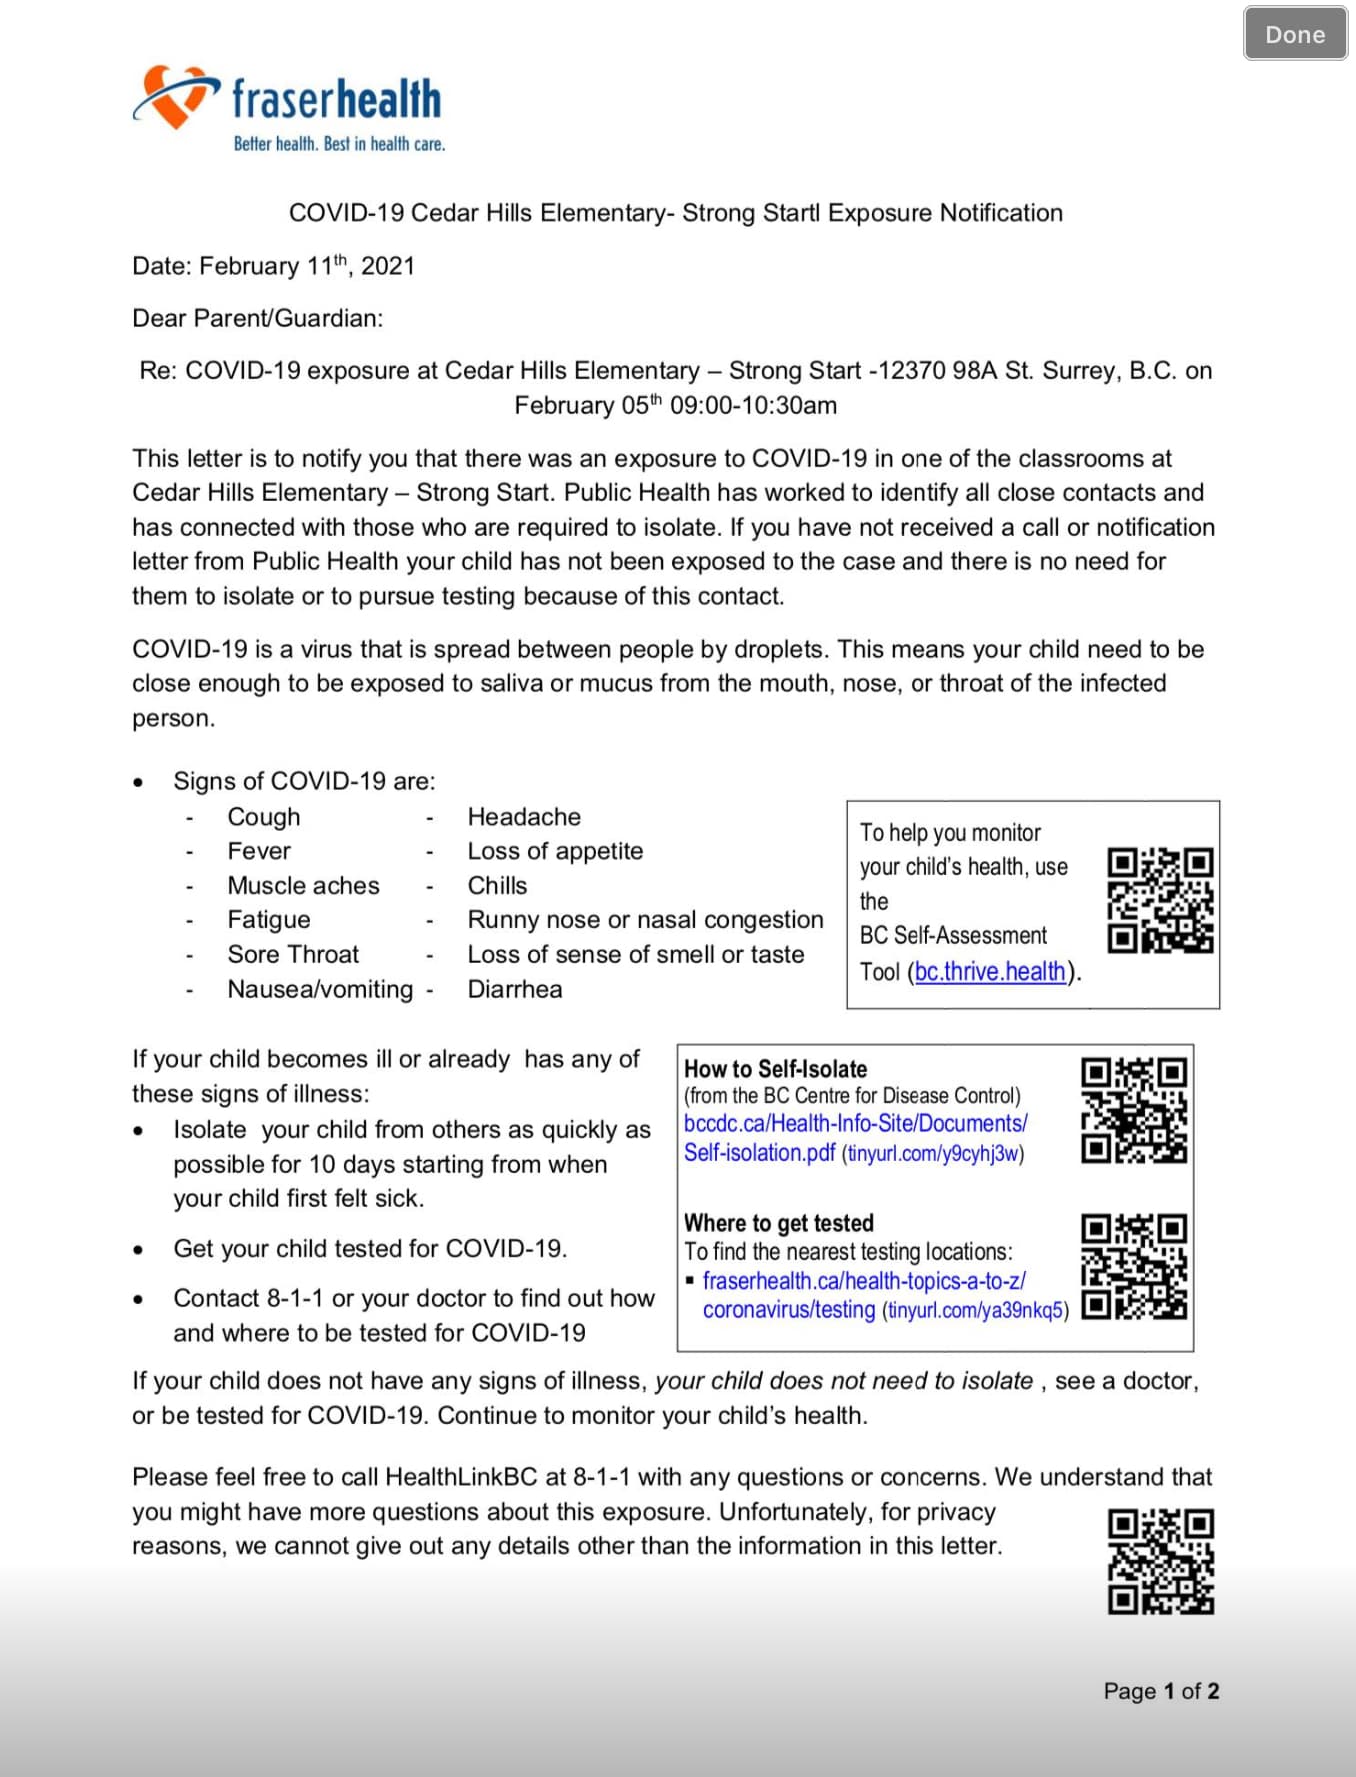 Done
fraserhealth
Better health. Best in health care.
COVID-19 Cedar Hills Elementary- Strong Startl Exposure Notification
Date: February 11th, 2021
Dear Parent/Guardian:
Re: COVID-19 exposure at Cedar Hills Elementary – Strong Start -12370 98A St. Surrey, B.C. on
February 05th 09:00-10:30am
This letter is to notify you that there was an exposure to COVID-19 in one of the classrooms at
Cedar Hills Elementary – Strong Start. Public Health has worked to identify all close contacts and
has connected with those who are required to isolate. If you have not received a call or notification
letter from Public Health your child has not been exposed to the case and there is no need for
them to isolate or to pursue testing because of this contact.
COVID-19 is a virus that is spread between people by droplets. This means your child need to be
close enough to be exposed to saliva or mucus from the mouth, nose, or throat of the infected
person.
• Signs of COVID-19 are:
- Cough - Headache
- Fever - Loss of appetite
- Muscle aches - Chills
- Fatigue - Runny nose or nasal congestion
- Sore Throat - Loss of sense of smell or taste
- Nausea/vomiting - Diarrhea
To help you monitor
your child's health, use
the
BC Self-Assessment
Tool (bc.thrive.health).
If your child becomes ill or already has any of
these signs of illness:
• Isolate your child from others as quickly as
possible for 10 days starting from when
your child first felt sick.
• Get your child tested for COVID-19.
• Contact 8-1-1 or your doctor to find out how
and where to be tested for COVID-19
How to Self-Isolate
(from the BC Centre for Disease Control)
bccdc.ca/Health-Info-Site/Documents/
Self-isolation.pdf (tinyurl.com/y9cyhj3w)
Where to get tested
To find the nearest testing locations:
▪ fraserhealth.ca/health-topics-a-to-z/
coronavirus/testing (tinyurl.com/ya39nkq5)
If your child does not have any signs of illness, your child does not need to isolate , see a doctor,
or be tested for COVID-19. Continue to monitor your child's health.
Please feel free to call HealthLinkBC at 8-1-1 with any questions or concerns. We understand that
you might have more questions about this exposure. Unfortunately, for privacy
reasons, we cannot give out any details other than the information in this letter.
Page 1 of 2